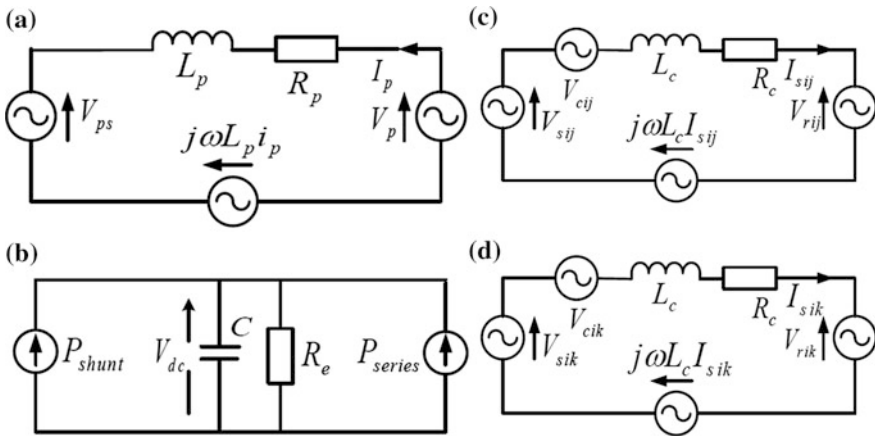 (a)
L_p
R_p
I_p
V_ps
V_p
jωL_p i_p
(b)
P_shunt
V_dc
C
R_e
P_series
(c)
V_cij
L_c
R_c
I_sij
V_sij
V_rij
jωL_c I_sij
(d)
V_cik
L_c
R_c
I_sik
V_sik
V_rik
jωL_c I_sik